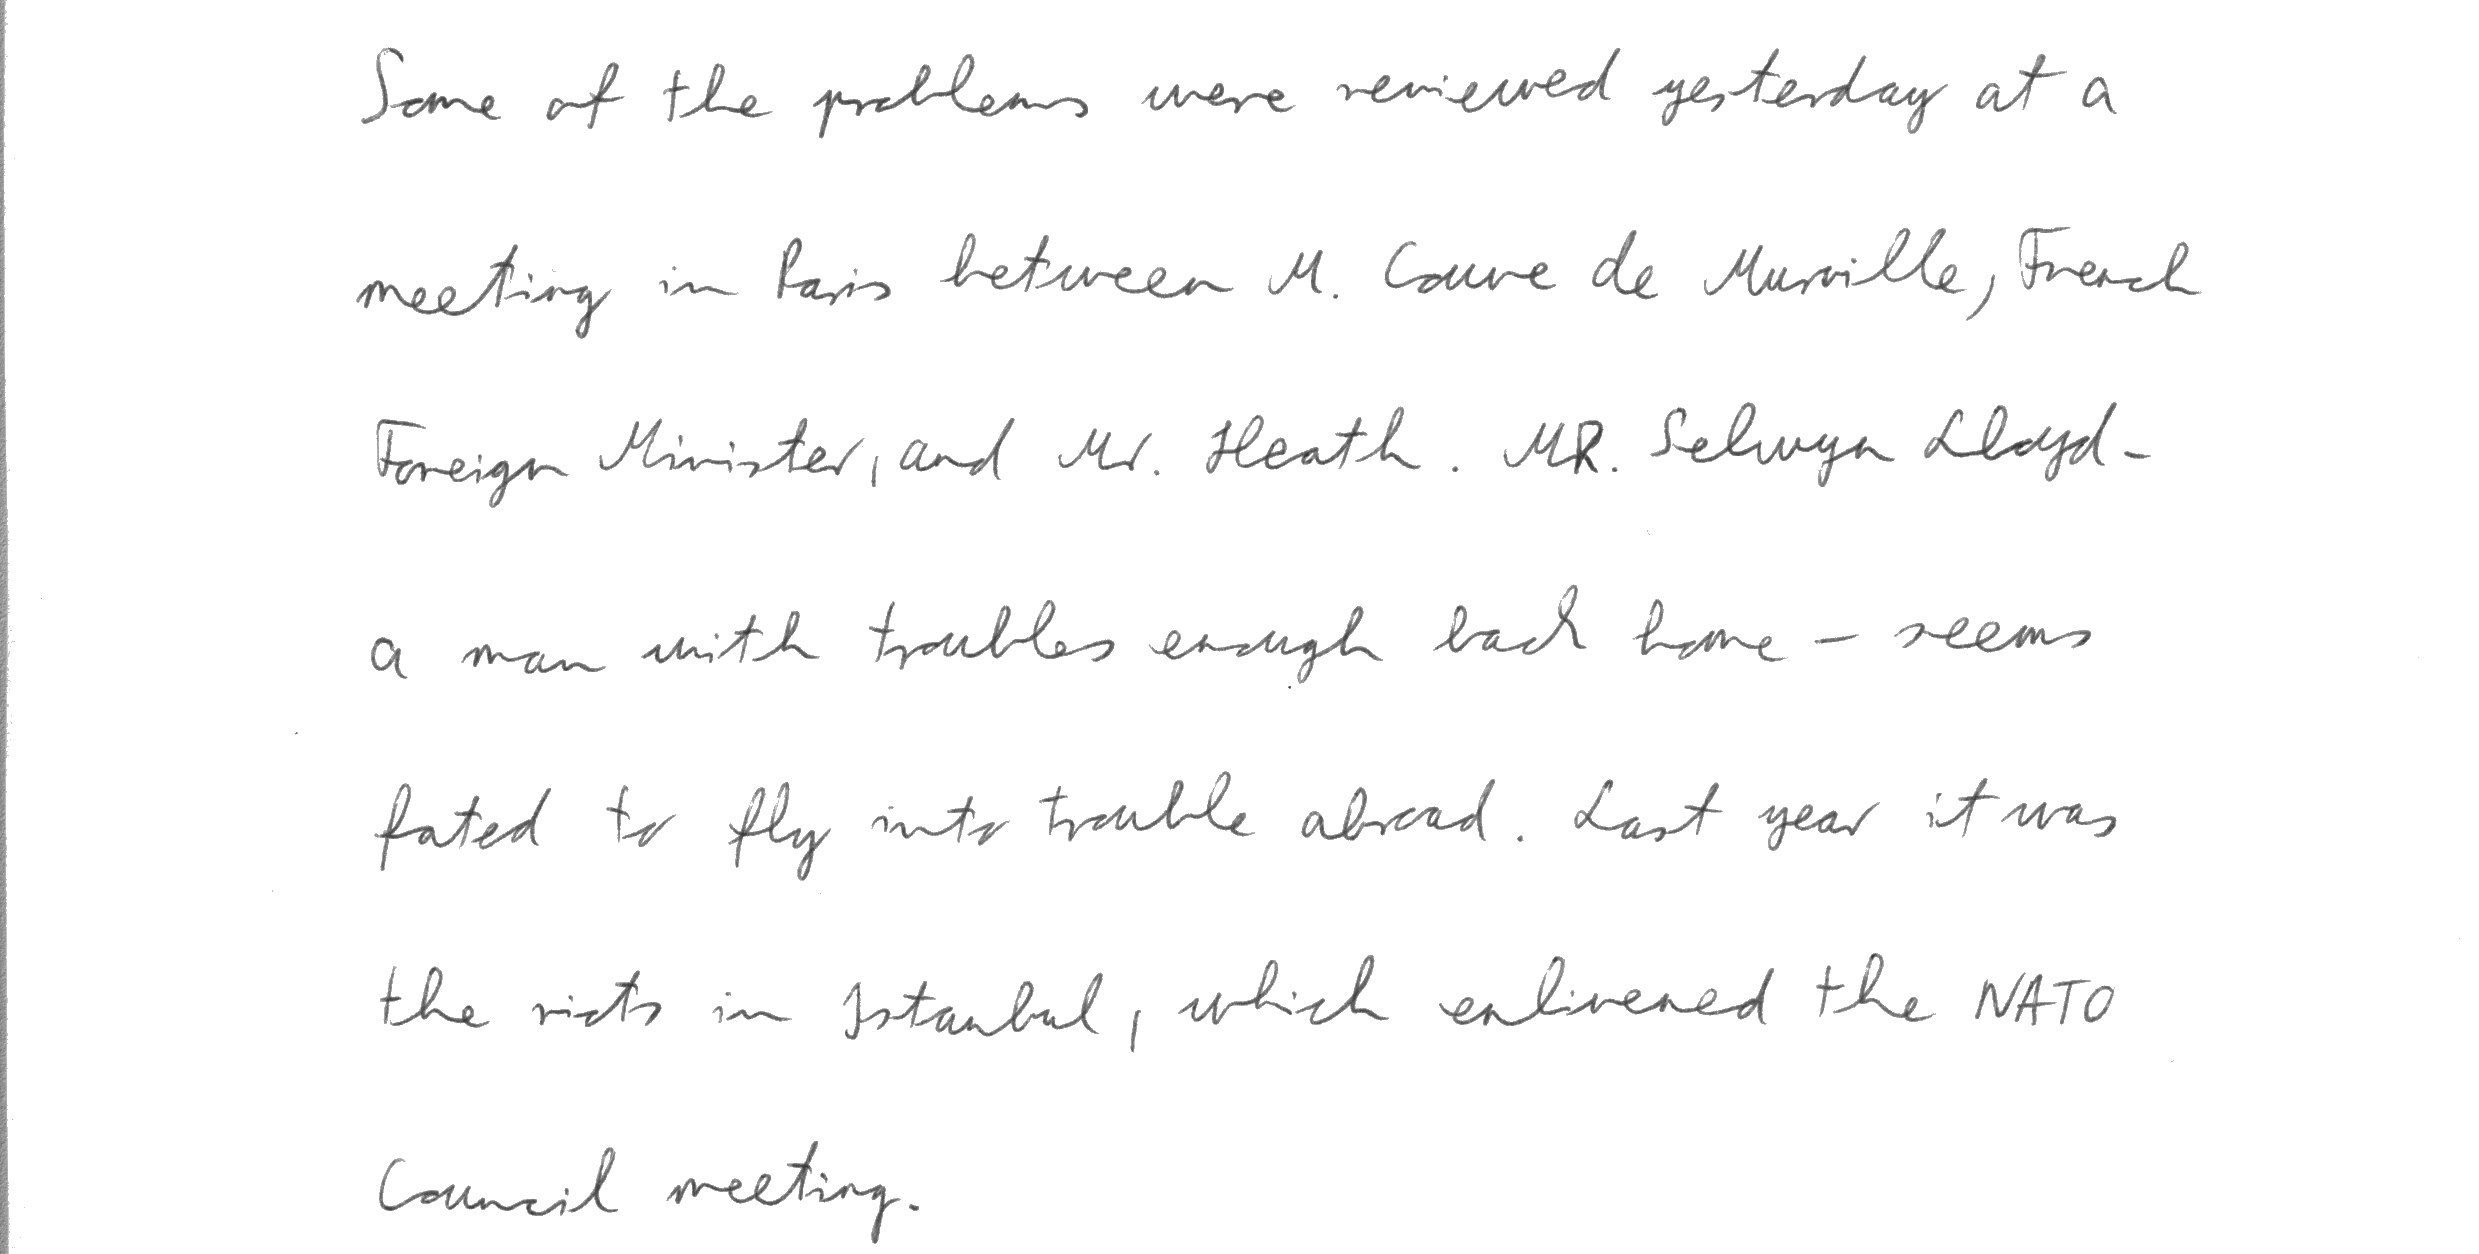 Some of the problems were reviewed yesterday at a
meeting in Paris between M. Couve de Murville, French
Foreign Minister, and Mr. Heath. MR. Selwyn Lloyd -
a man with troubles enough back home - seems
fated to fly into trouble abroad. Last year it was
the riots in Istanbul, which enlivened the NATO
Council meeting.